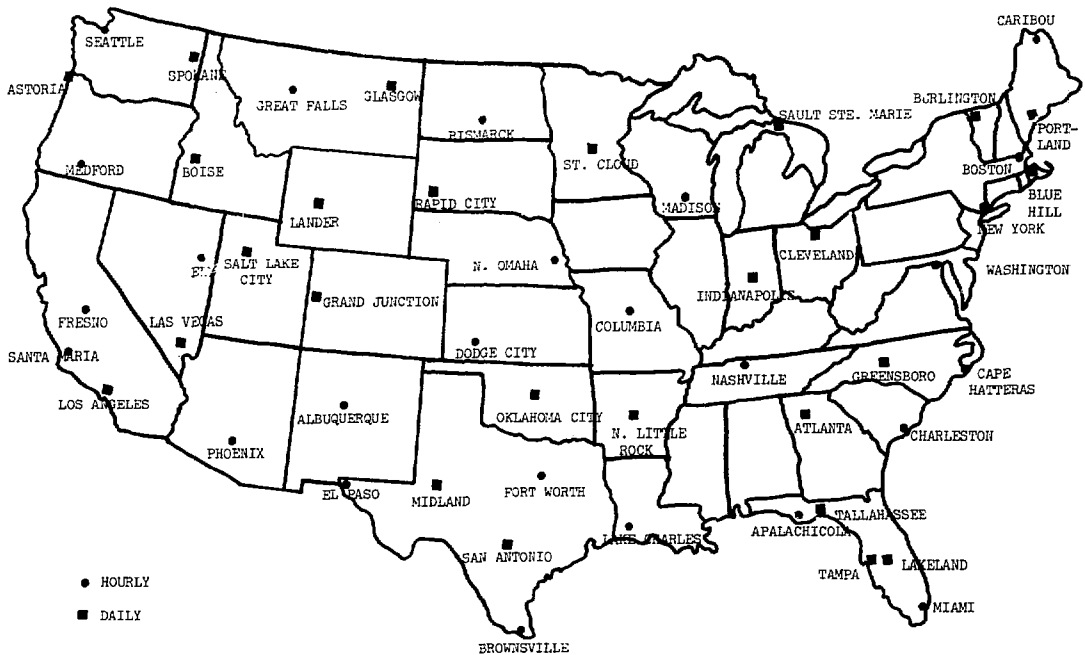 CARIBOU
SEATTLE
SPOKANE
ASTORIA
GREAT FALLS
GLASGOW
BISMARCK
BURLINGTON
SAULT STE. MARIE
PORT-
LAND
MEDFORD
BOISE
ST. CLOUD
BOSTON
BLUE
HILL
RAPID CITY
LANDER
MADISON
NEW YORK
SALT LAKE
CITY
N. OMAHA
CLEVELAND
WASHINGTON
GRAND JUNCTION
INDIANAPOLIS
FRESNO
LAS VEGAS
COLUMBIA
SANTA MARIA
DODGE CITY
NASHVILLE
GREENSBORO
CAPE
HATTERAS
LOS ANGELES
ALBUQUERQUE
OKLAHOMA CITY
N. LITTLE
ROCK
ATLANTA
CHARLESTON
PHOENIX
EL PASO
MIDLAND
FORT WORTH
TALLAHASSEE
APALACHICOLA
LAKE CHARLES
SAN ANTONIO
TAMPA
LAKELAND
HOURLY
DAILY
MIAMI
BROWNSVILLE